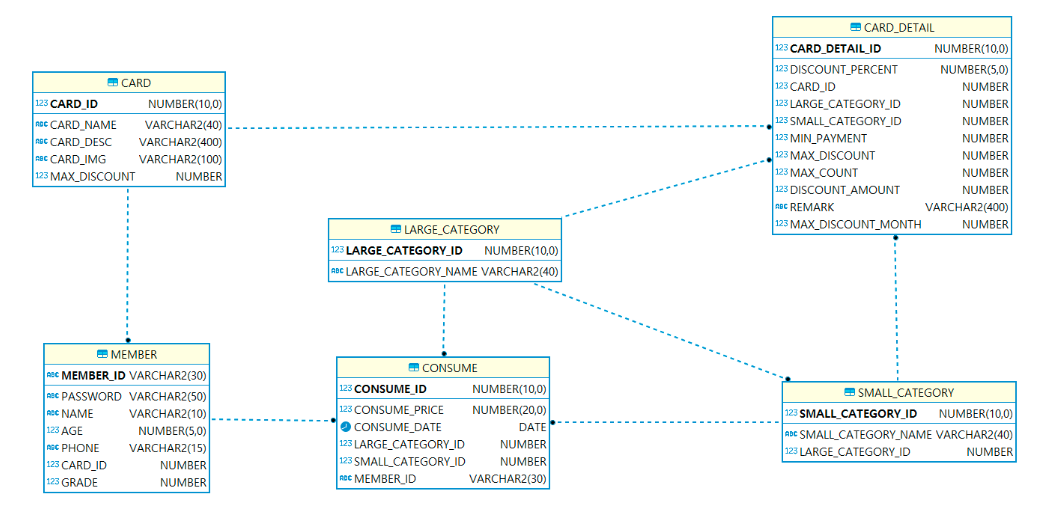 CARD_DETAIL
123 CARD_DETAIL_ID NUMBER(10,0)
123 DISCOUNT_PERCENT NUMBER(5,0)
123 CARD_ID NUMBER
123 LARGE_CATEGORY_ID NUMBER
123 SMALL_CATEGORY_ID NUMBER
123 MIN_PAYMENT NUMBER
123 MAX_DISCOUNT NUMBER
123 MAX_COUNT NUMBER
123 DISCOUNT_AMOUNT NUMBER
ABC REMARK VARCHAR2(400)
123 MAX_DISCOUNT_MONTH NUMBER
CARD
123 CARD_ID NUMBER(10,0)
ABC CARD_NAME VARCHAR2(40)
ABC CARD_DESC VARCHAR2(400)
ABC CARD_IMG VARCHAR2(100)
123 MAX_DISCOUNT NUMBER
LARGE_CATEGORY
123 LARGE_CATEGORY_ID NUMBER(10,0)
ABC LARGE_CATEGORY_NAME VARCHAR2(40)
MEMBER
ABC MEMBER_ID VARCHAR2(30)
ABC PASSWORD VARCHAR2(50)
ABC NAME VARCHAR2(10)
123 AGE NUMBER(5,0)
ABC PHONE VARCHAR2(15)
123 CARD_ID NUMBER
123 GRADE NUMBER
CONSUME
123 CONSUME_ID NUMBER(10,0)
123 CONSUME_PRICE NUMBER(20,0)
CONSUME_DATE DATE
123 LARGE_CATEGORY_ID NUMBER
123 SMALL_CATEGORY_ID NUMBER
ABC MEMBER_ID VARCHAR2(30)
SMALL_CATEGORY
123 SMALL_CATEGORY_ID NUMBER(10,0)
ABC SMALL_CATEGORY_NAME VARCHAR2(40)
123 LARGE_CATEGORY_ID NUMBER